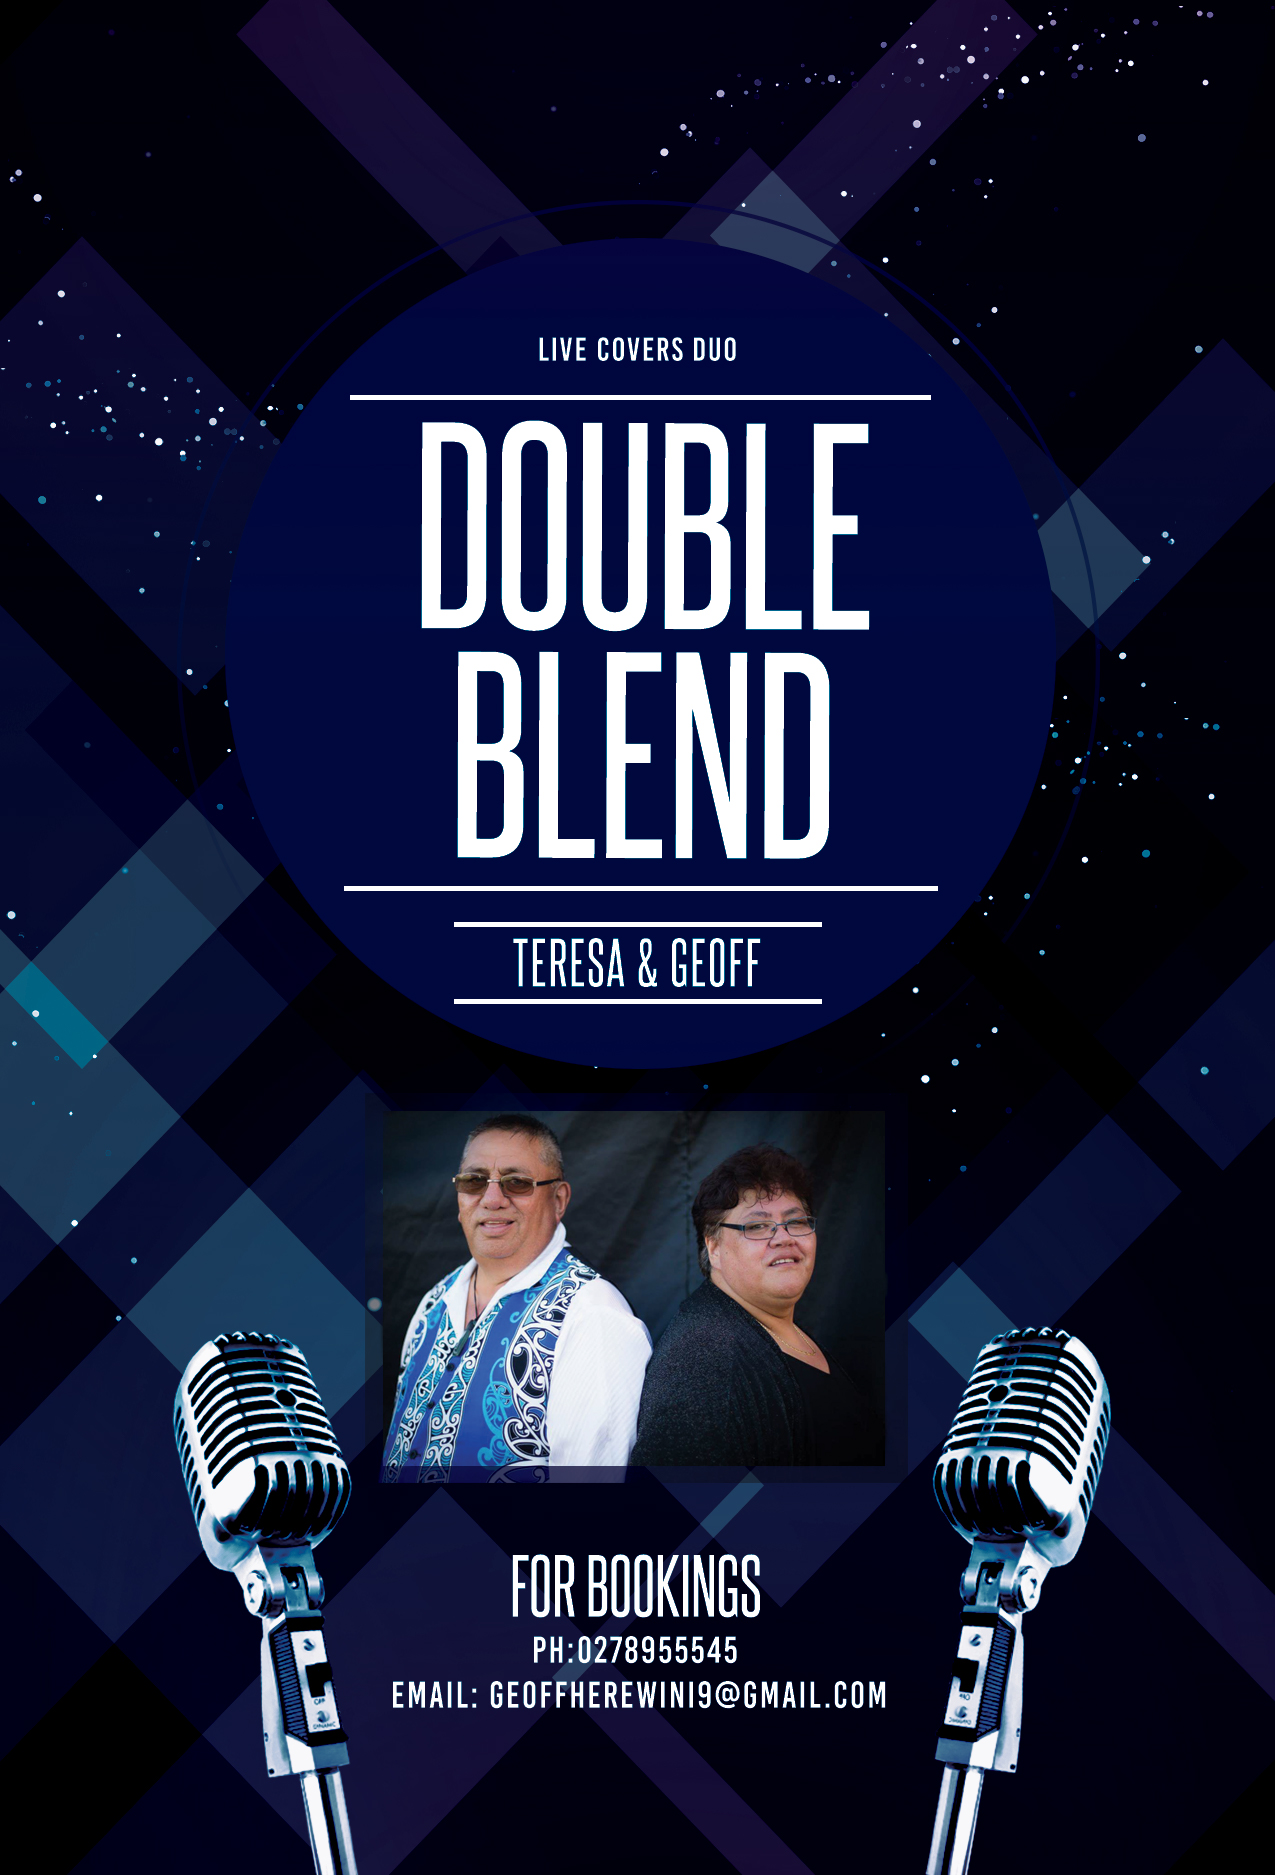 LIVE COVERS DUO
DOUBLE
BLEND
TERESA & GEOFF
FOR BOOKINGS
PH:0278955545
EMAIL: GEOFFHEREWINI9@GMAIL.COM